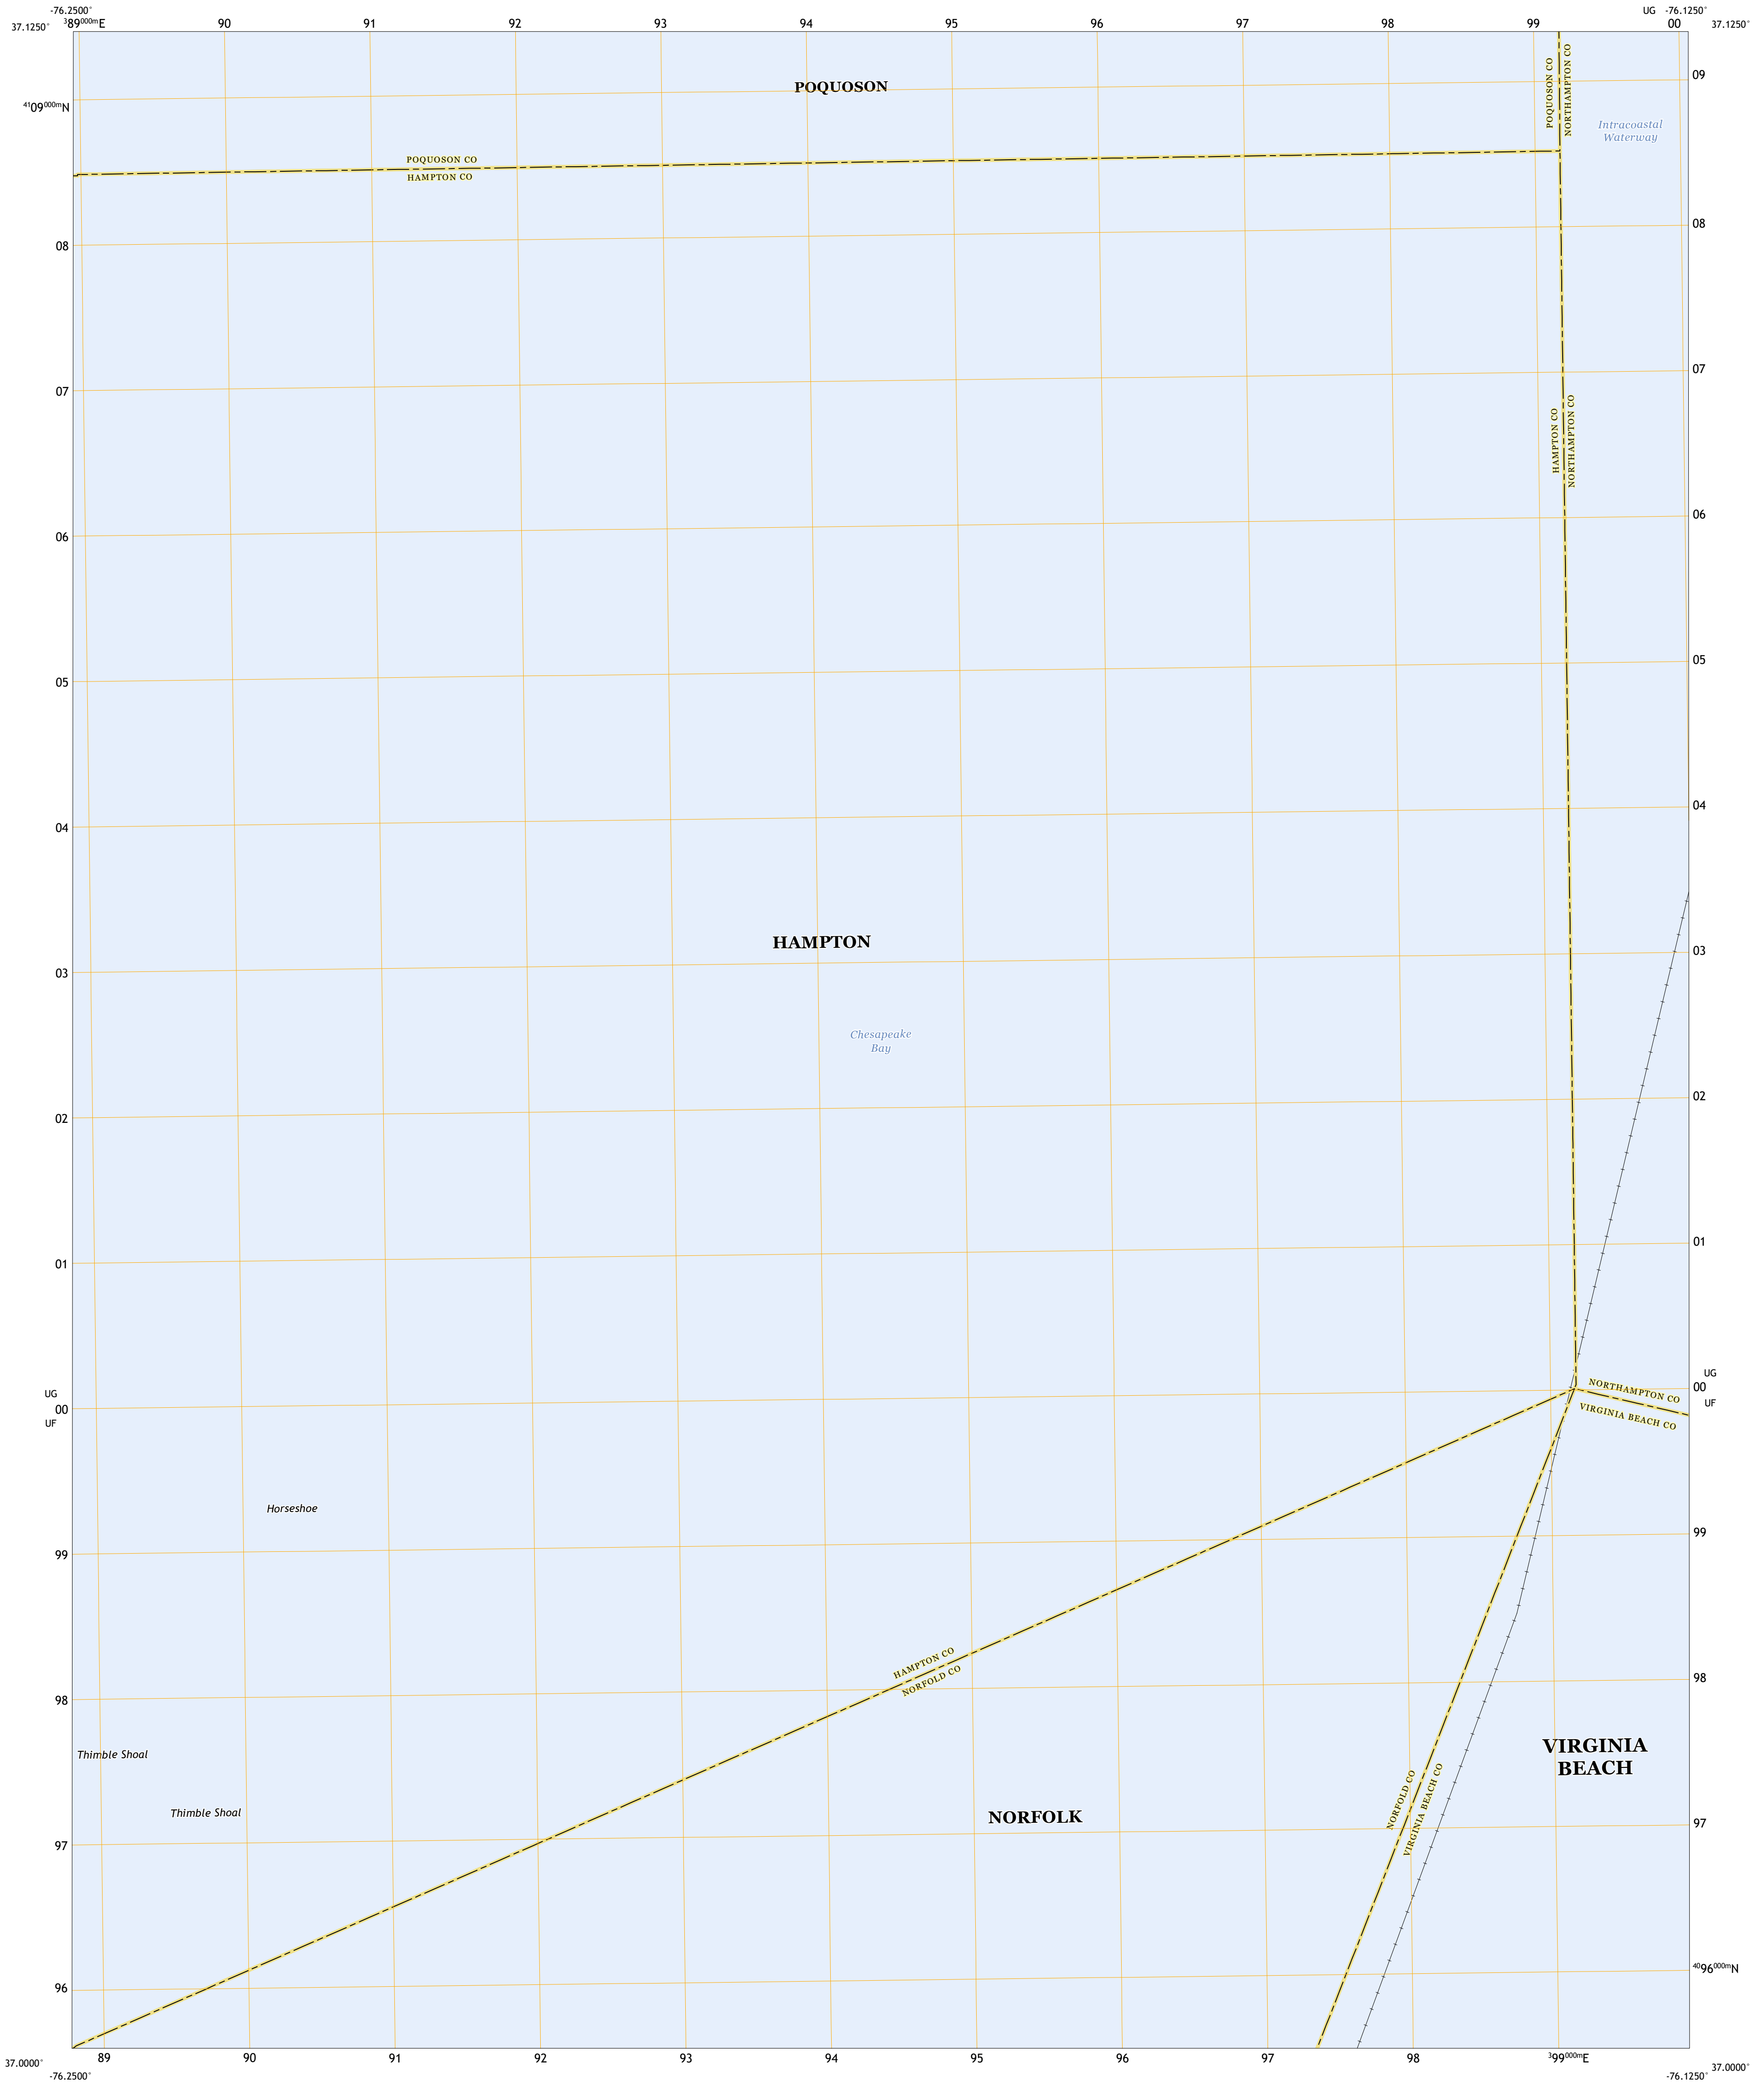 -76.2500°
UG -76.1250°
37.1250°
³89⁰⁰⁰ᵐE 90 91 92 93 94 95 96 97 98 99 00
37.1250°
POQUOSON
POQUOSON CO
NORTHAMPTON CO
09
⁴¹09⁰⁰⁰ᵐN
Intracoastal
Waterway
POQUOSON CO
HAMPTON CO
08
08
07
07
HAMPTON CO
NORTHAMPTON CO
06
06
05
05
04
04
HAMPTON
03
03
Chesapeake
Bay
02
02
01
01
UG
00
UF
UG
00
UF
NORTHAMPTON CO
VIRGINIA BEACH CO
Horseshoe
99
99
HAMPTON CO
NORFOLD CO
98
98
Thimble Shoal
VIRGINIA
BEACH
NORFOLD CO
VIRGINIA BEACH CO
Thimble Shoal
NORFOLK
97
97
96
⁴⁰96⁰⁰⁰ᵐN
89 90 91 92 93 94 95 96 97 98 ³99⁰⁰⁰ᵐE
37.0000°
37.0000°
-76.2500°
-76.1250°